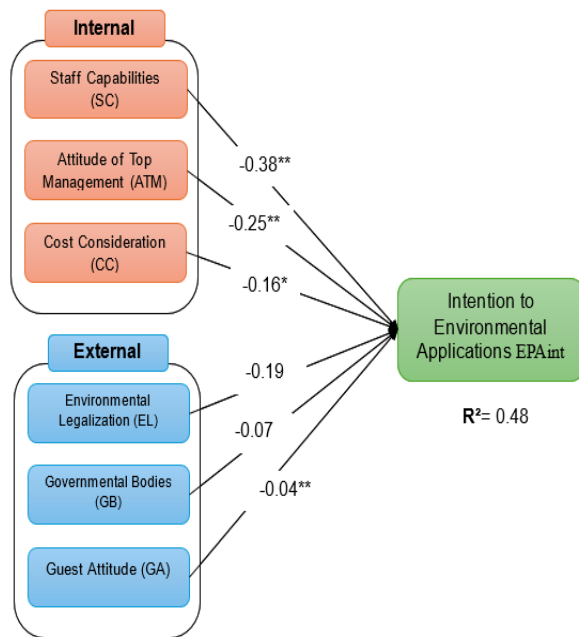 Internal
Staff Capabilities
(SC)
Attitude of Top
Management (ATM)
Cost Consideration
(CC)
-0.38**
-0.25**
-0.16*
External
Environmental
Legalization (EL)
Governmental Bodies
(GB)
Guest Attitude (GA)
-0.19
-0.07
-0.04**
Intention to
Environmental
Applications EPAint
R²= 0.48